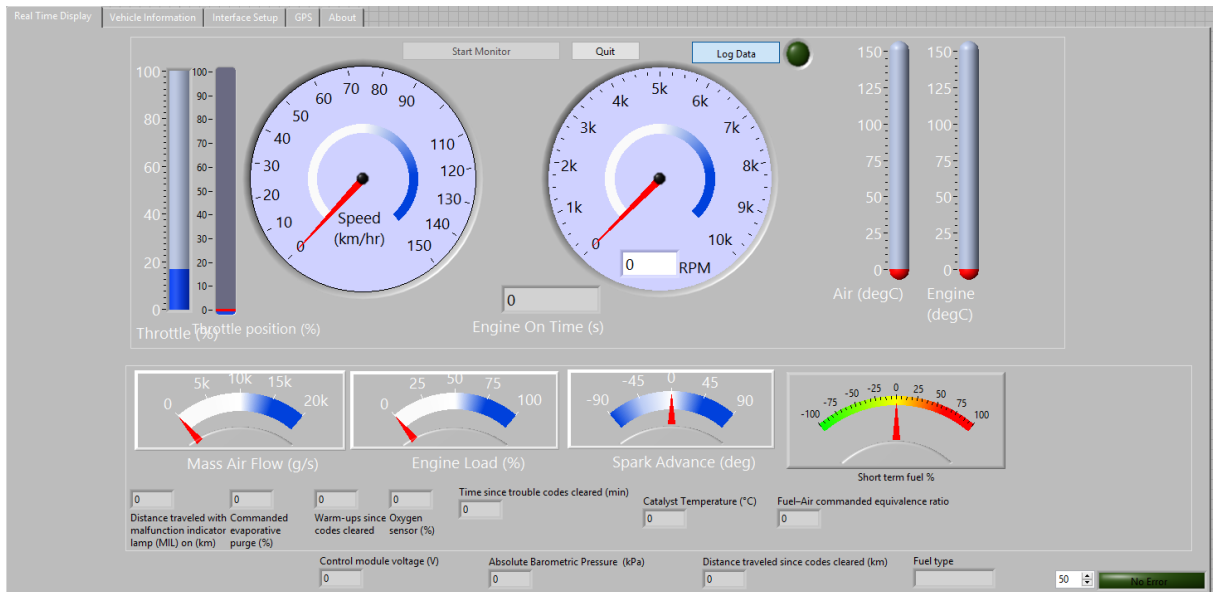 Real Time Display
Vehicle Information
Interface Setup
GPS
About
Start Monitor
Quit
Log Data
100
80
60
40
20
0
Throttle (%)
100
90
80
70
60
50
40
30
20
10
0
Throttle position (%)
0
10
20
30
40
50
60
70
80
90
110
120
130
140
150
Speed
(km/hr)
0
1k
2k
3k
4k
5k
6k
7k
8k
9k
10k
0
RPM
0
Engine On Time (s)
150
125
100
75
50
25
0
Air (degC)
150
125
100
75
50
25
0
Engine
(degC)
0
5k
10k
15k
20k
Mass Air Flow (g/s)
0
25
50
75
100
Engine Load (%)
-90
-45
0
45
90
Spark Advance (deg)
-100
-75
-50
-25
0
25
50
75
100
Short term fuel %
0
Distance traveled with
malfunction indicator
lamp (MIL) on (km)
0
Commanded
evaporative
purge (%)
0
Warm-ups since
codes cleared
0
Oxygen
sensor (%)
Time since trouble codes cleared (min)
0
Catalyst Temperature (°C)
0
Fuel–Air commanded equivalence ratio
0
Control module voltage (V)
0
Absolute Barometric Pressure (kPa)
0
Distance traveled since codes cleared (km)
0
Fuel type
50
No Error